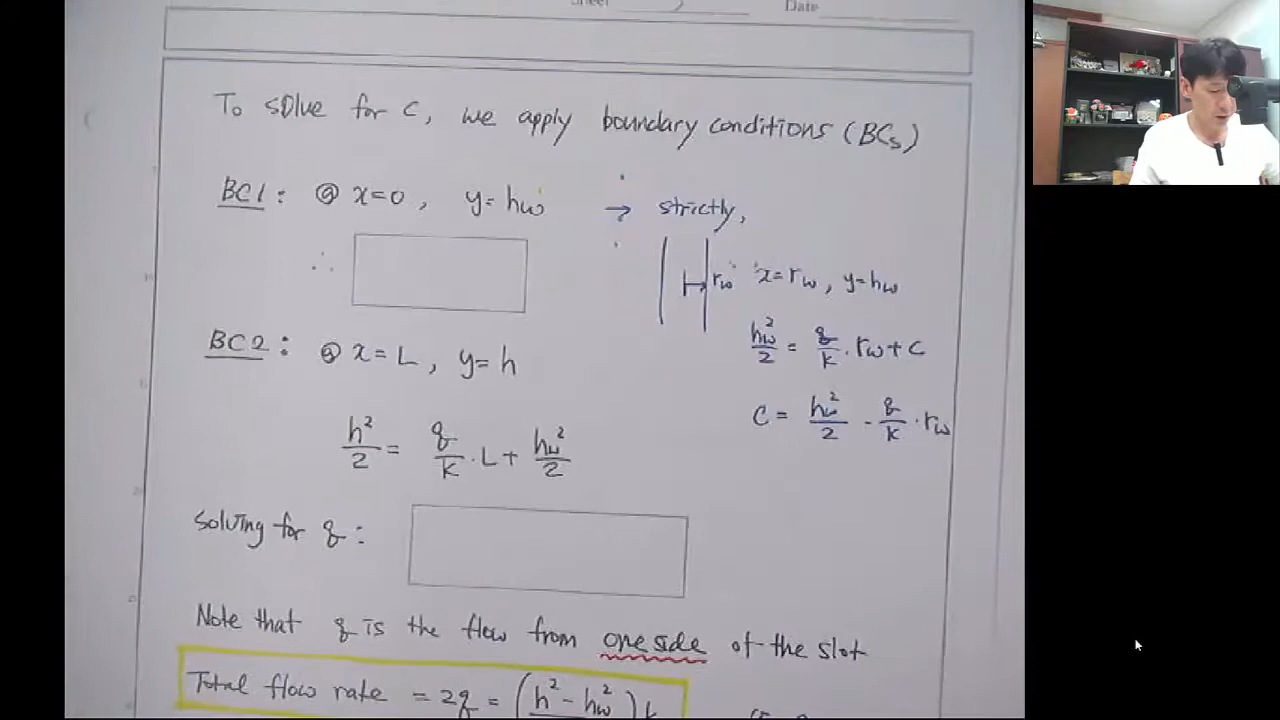 Sheet Date
To solve for C, we apply boundary conditions (BCs)
BC1: @ x=0, y=hw → strictly,
∴
rw x=rw, y=hw
hw²/2 = q/k · rw + C
C = hw²/2 - q/k · rw
BC2: @ x=L, y=h
h²/2 = q/k · L + hw²/2
Solving for q:
Note that q is the flow from one side of the slot
Total flow rate = 2q = (h² - hw²)